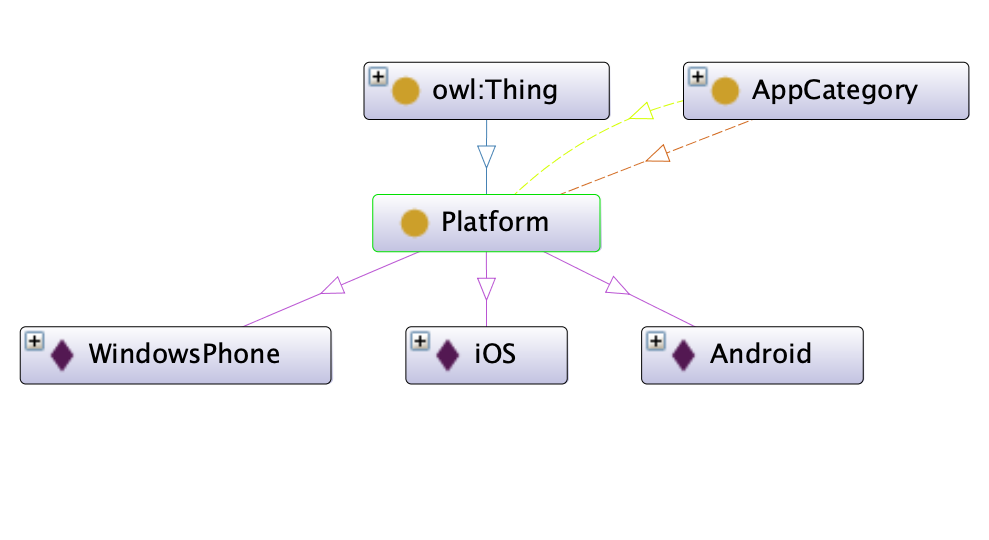 owl:Thing
AppCategory
Platform
WindowsPhone
iOS
Android